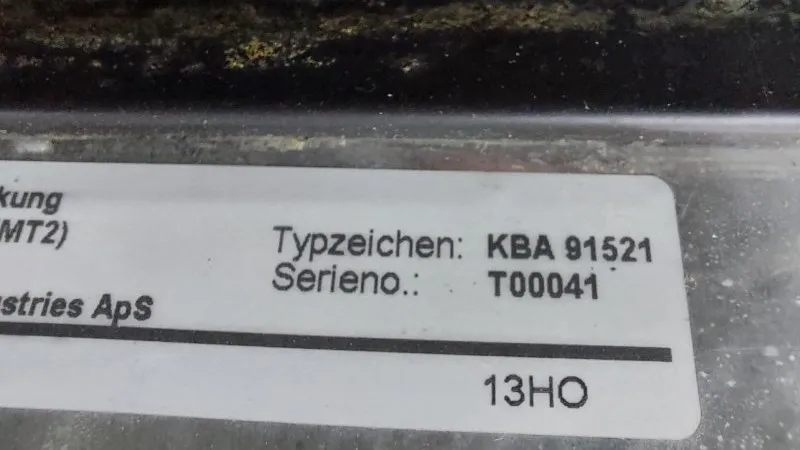 kung
MT2)
Typzeichen: KBA 91521
Serieno.: T00041
stries ApS
13HO